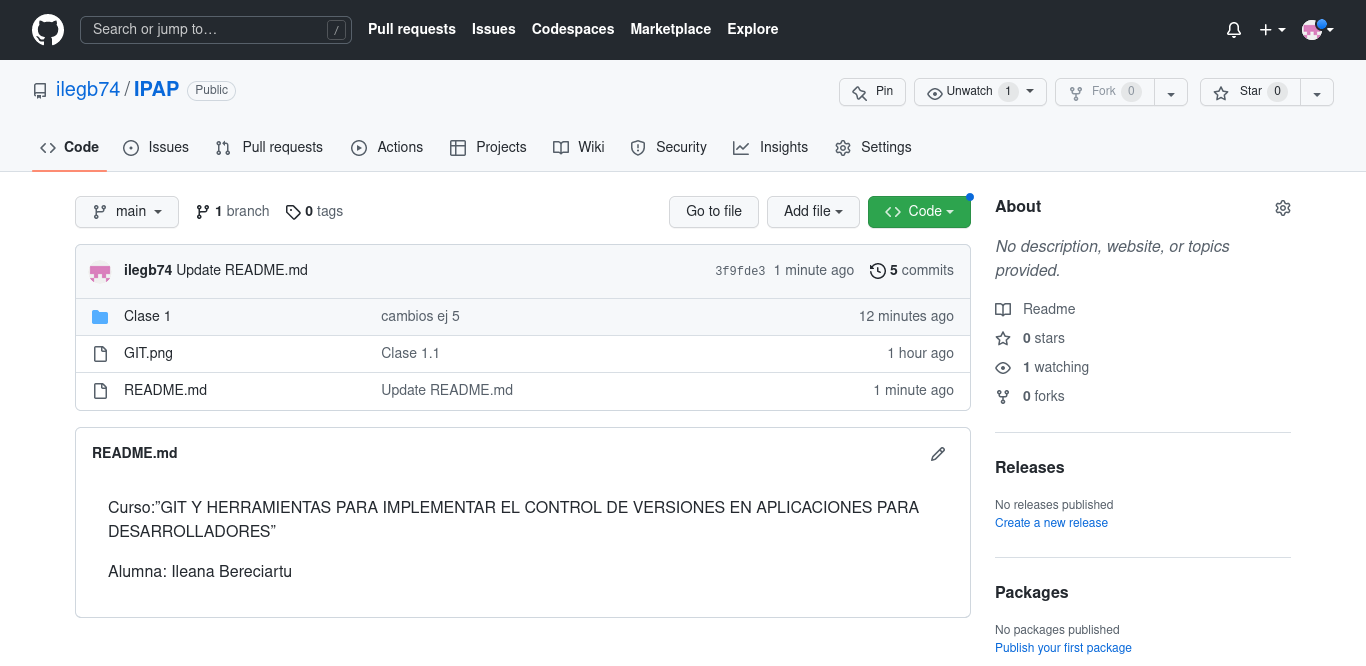 Search or jump to… /
Pull requests Issues Codespaces Marketplace Explore
ilegb74 / IPAP Public
Pin Unwatch 1 Fork 0 Star 0
Code Issues Pull requests Actions Projects Wiki Security Insights Settings
main 1 branch 0 tags Go to file Add file Code
ilegb74 Update README.md 3f9fde3 1 minute ago 5 commits
Clase 1 cambios ej 5 12 minutes ago
GIT.png Clase 1.1 1 hour ago
README.md Update README.md 1 minute ago
README.md
Curso:”GIT Y HERRAMIENTAS PARA IMPLEMENTAR EL CONTROL DE VERSIONES EN APLICACIONES PARA
DESARROLLADORES”
Alumna: Ileana Bereciartu
About
No description, website, or topics
provided.
Readme
0 stars
1 watching
0 forks
Releases
No releases published
Create a new release
Packages
No packages published
Publish your first package